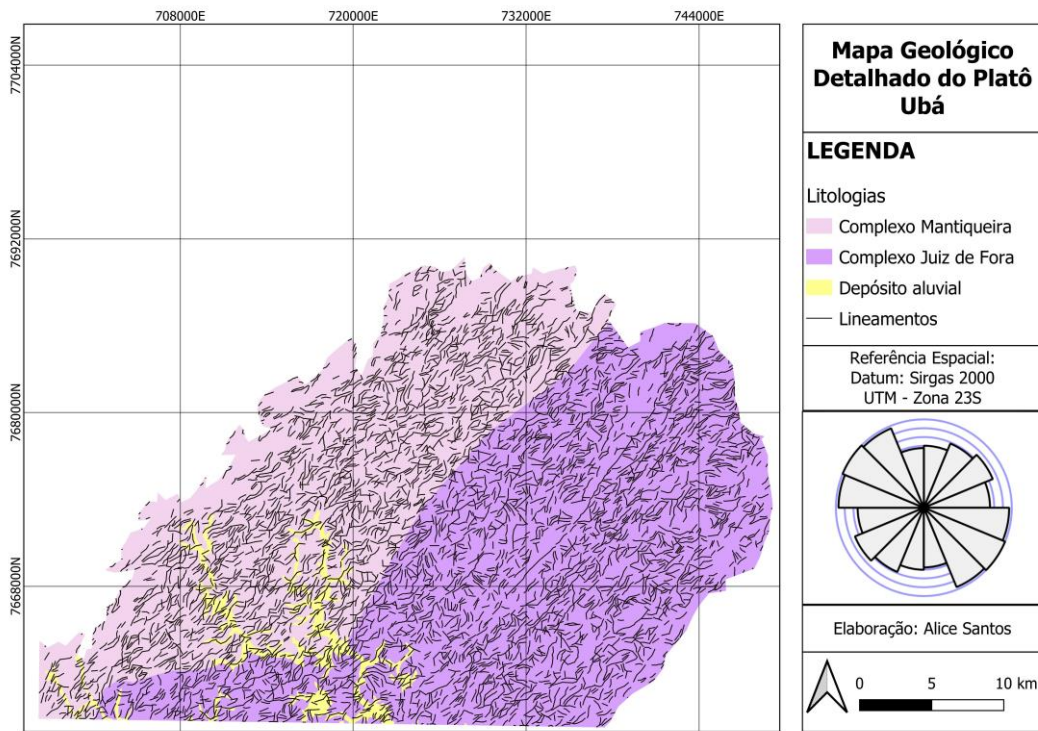 708000E 720000E 732000E 744000E
7704000N
7692000N
7680000N
7668000N
Mapa Geológico
Detalhado do Platô
Ubá
LEGENDA
Litologias
Complexo Mantiqueira
Complexo Juiz de Fora
Depósito aluvial
Lineamentos
Referência Espacial:
Datum: Sirgas 2000
UTM - Zona 23S
Elaboração: Alice Santos
0 5 10 km